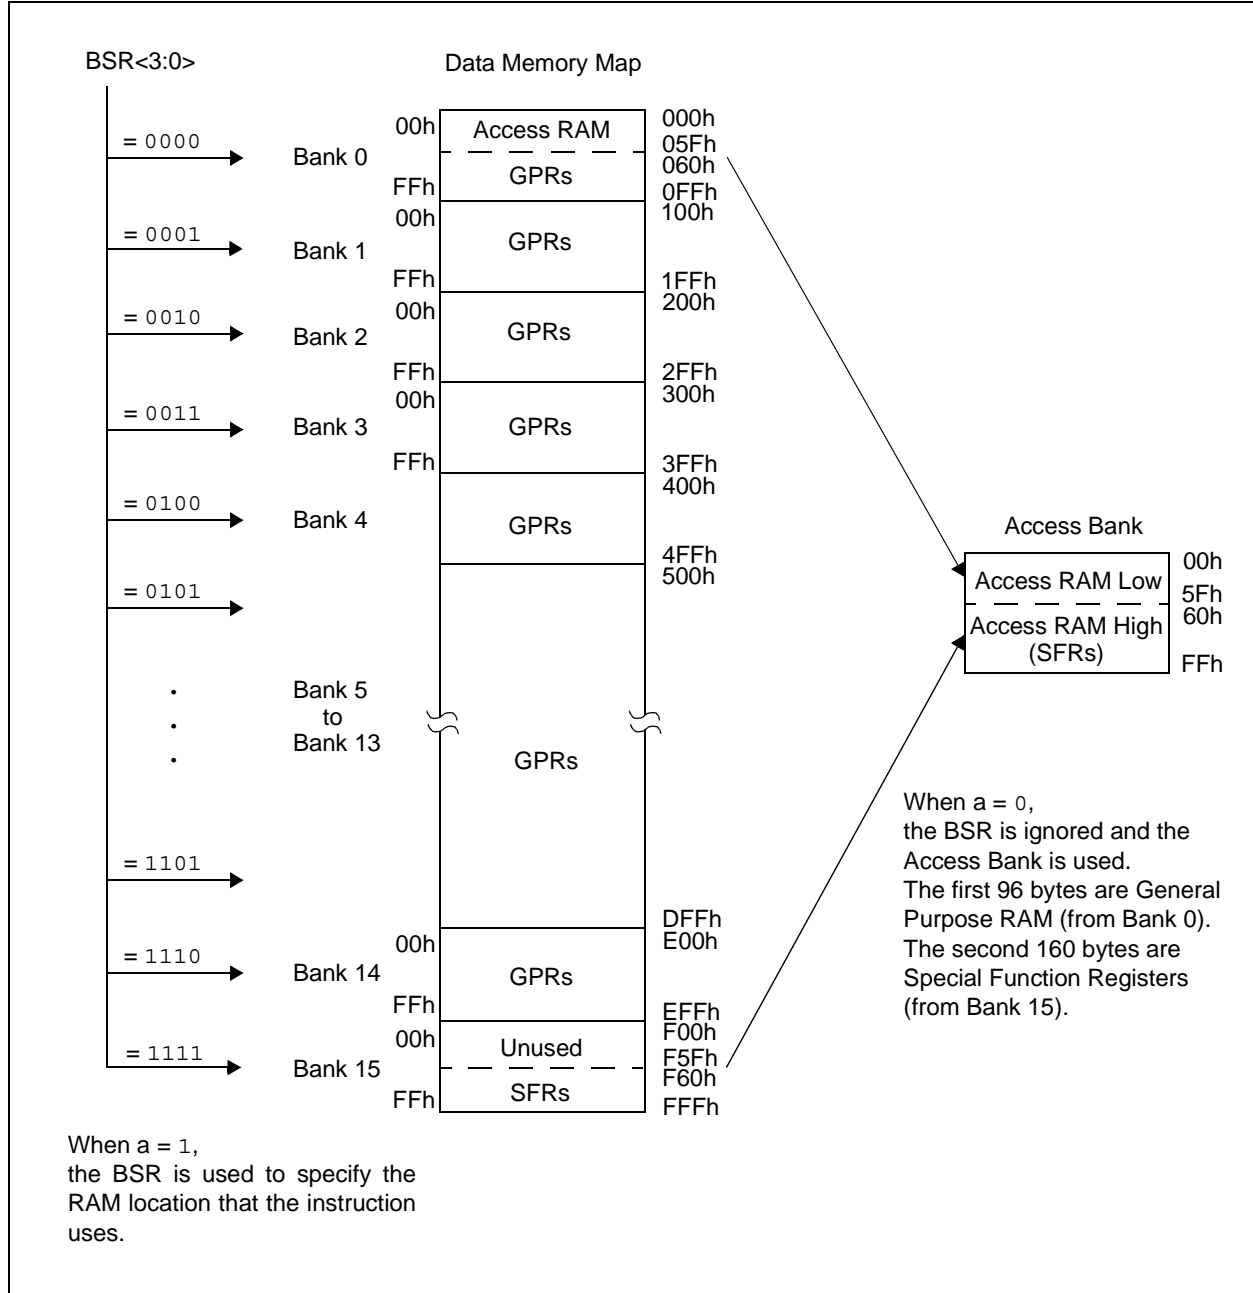 BSR<3:0>
Data Memory Map
= 0000
Bank 0
00h
Access RAM
000h
05Fh
060h
FFh
GPRs
0FFh
= 0001
Bank 1
00h
GPRs
100h
FFh
1FFh
= 0010
Bank 2
00h
GPRs
200h
FFh
2FFh
= 0011
Bank 3
00h
GPRs
300h
FFh
3FFh
= 0100
Bank 4
GPRs
400h
4FFh
= 0101
500h
.
.
.
Bank 5
to
Bank 13
GPRs
= 1101
DFFh
= 1110
Bank 14
00h
GPRs
E00h
FFh
EFFh
= 1111
Bank 15
00h
Unused
F00h
F5Fh
F60h
FFh
SFRs
FFFh
Access Bank
Access RAM Low
00h
5Fh
Access RAM High
(SFRs)
60h
FFh
When a = 0,
the BSR is ignored and the
Access Bank is used.
The first 96 bytes are General
Purpose RAM (from Bank 0).
The second 160 bytes are
Special Function Registers
(from Bank 15).
When a = 1,
the BSR is used to specify the
RAM location that the instruction
uses.